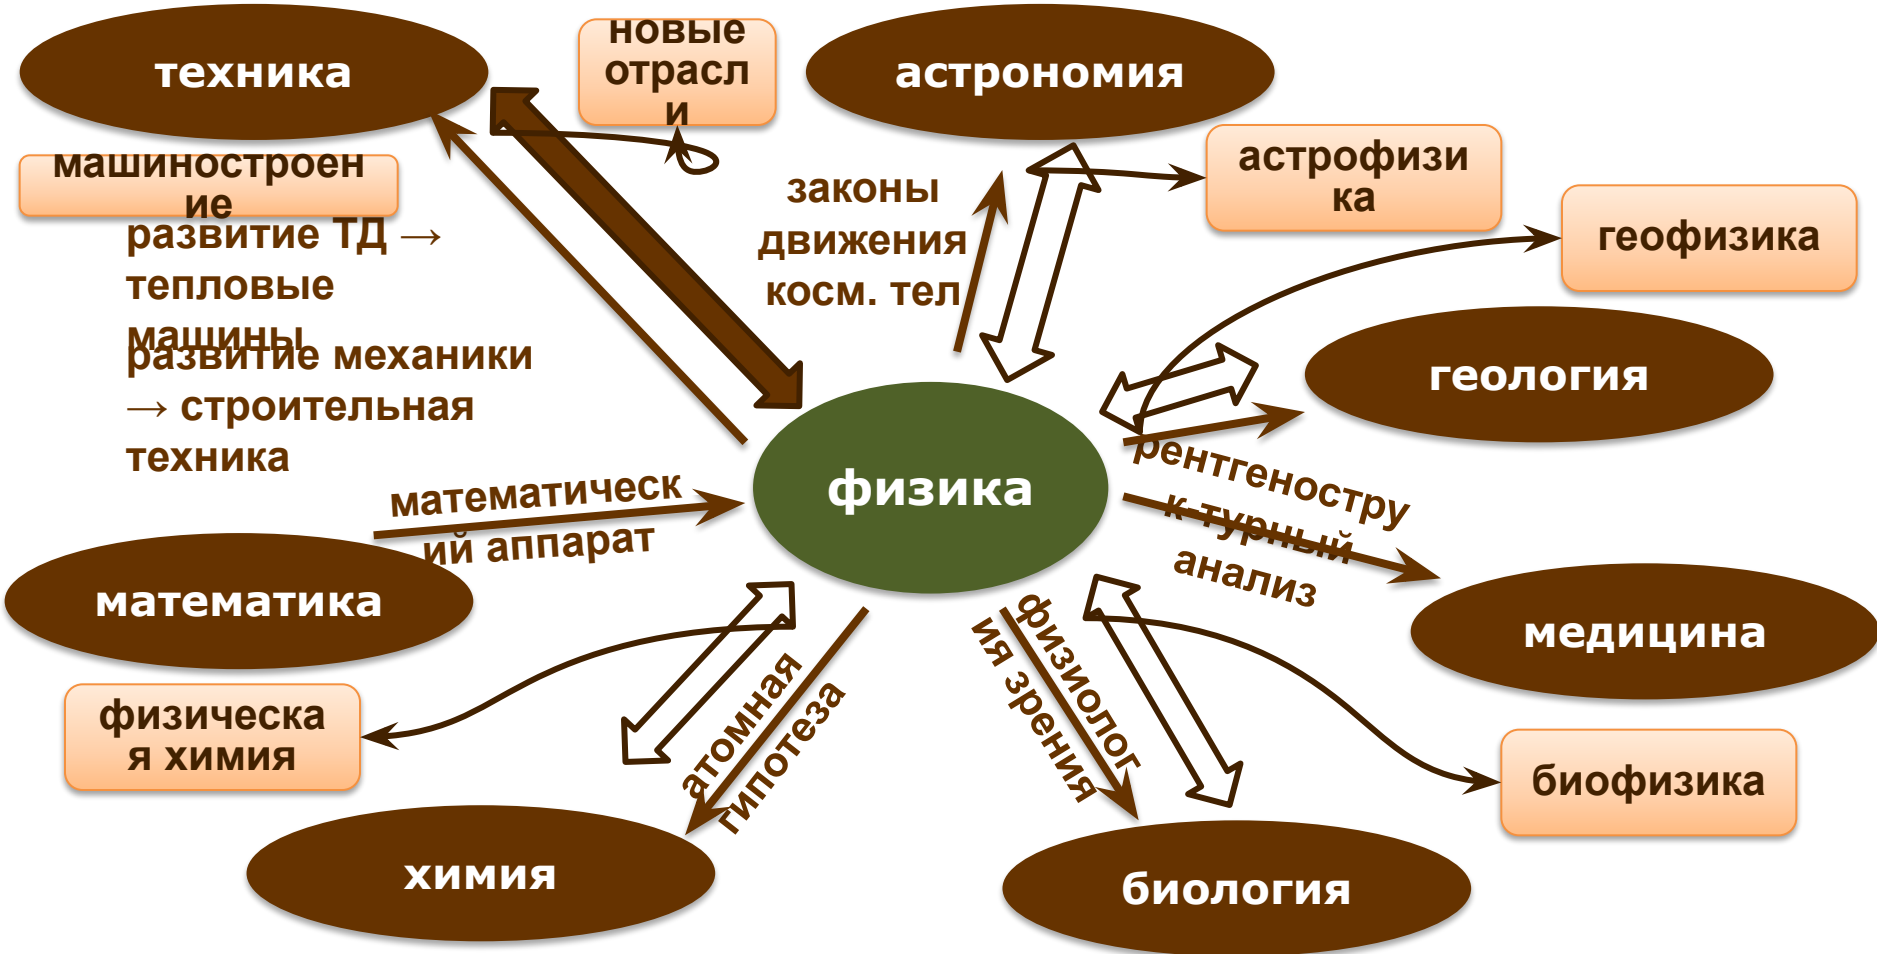 техника
новые
отрасл
и
астрономия
машиностроен
ие
астрофизи
ка
развитие ТД →
тепловые
машины
законы
движения
косм. тел
геофизика
развитие механики
→ строительная
техника
геология
физика
математическ
ий аппарат
рентгеностру
к-турный
анализ
математика
медицина
физическа
я химия
атомная
гипотеза
физиолог
ия зрения
биофизика
химия
биология